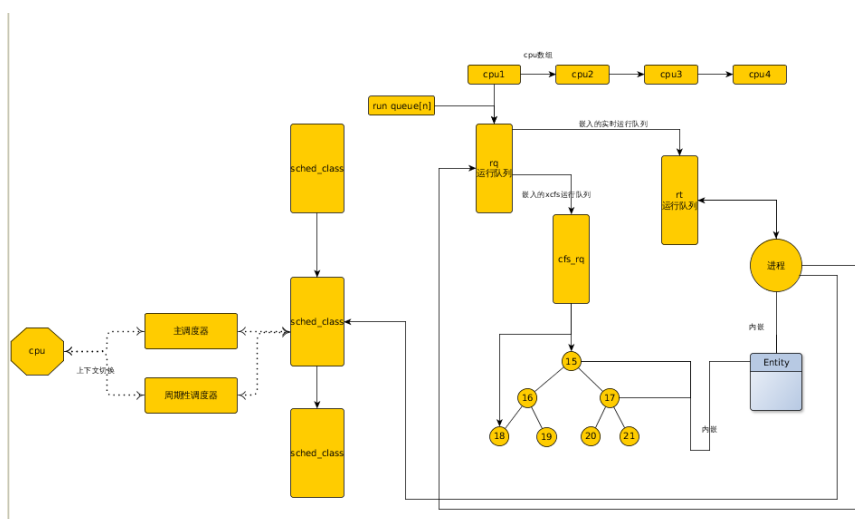 cpu数组
cpu1
cpu2
cpu3
cpu4
run queue[n]
嵌入的实时运行队列
sched_class
rq
运行队列
嵌入的xcfs运行队列
rt
运行队列
cfs_rq
进程
sched_class
主调度器
cpu
上下文切换
周期性调度器
内嵌
Entity
15
16
17
18
19
20
21
内嵌
sched_class